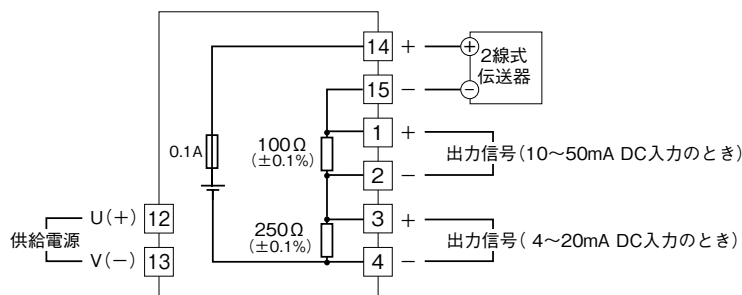 14 + + 2線式
伝送器
15 − −
0.1A
100Ω
(±0.1%)
1 +
出力信号(10〜50mA DC入力のとき)
2 −
U(+) 12
供給電源
V(−) 13
250Ω
(±0.1%)
3 +
出力信号( 4〜20mA DC入力のとき)
4 −